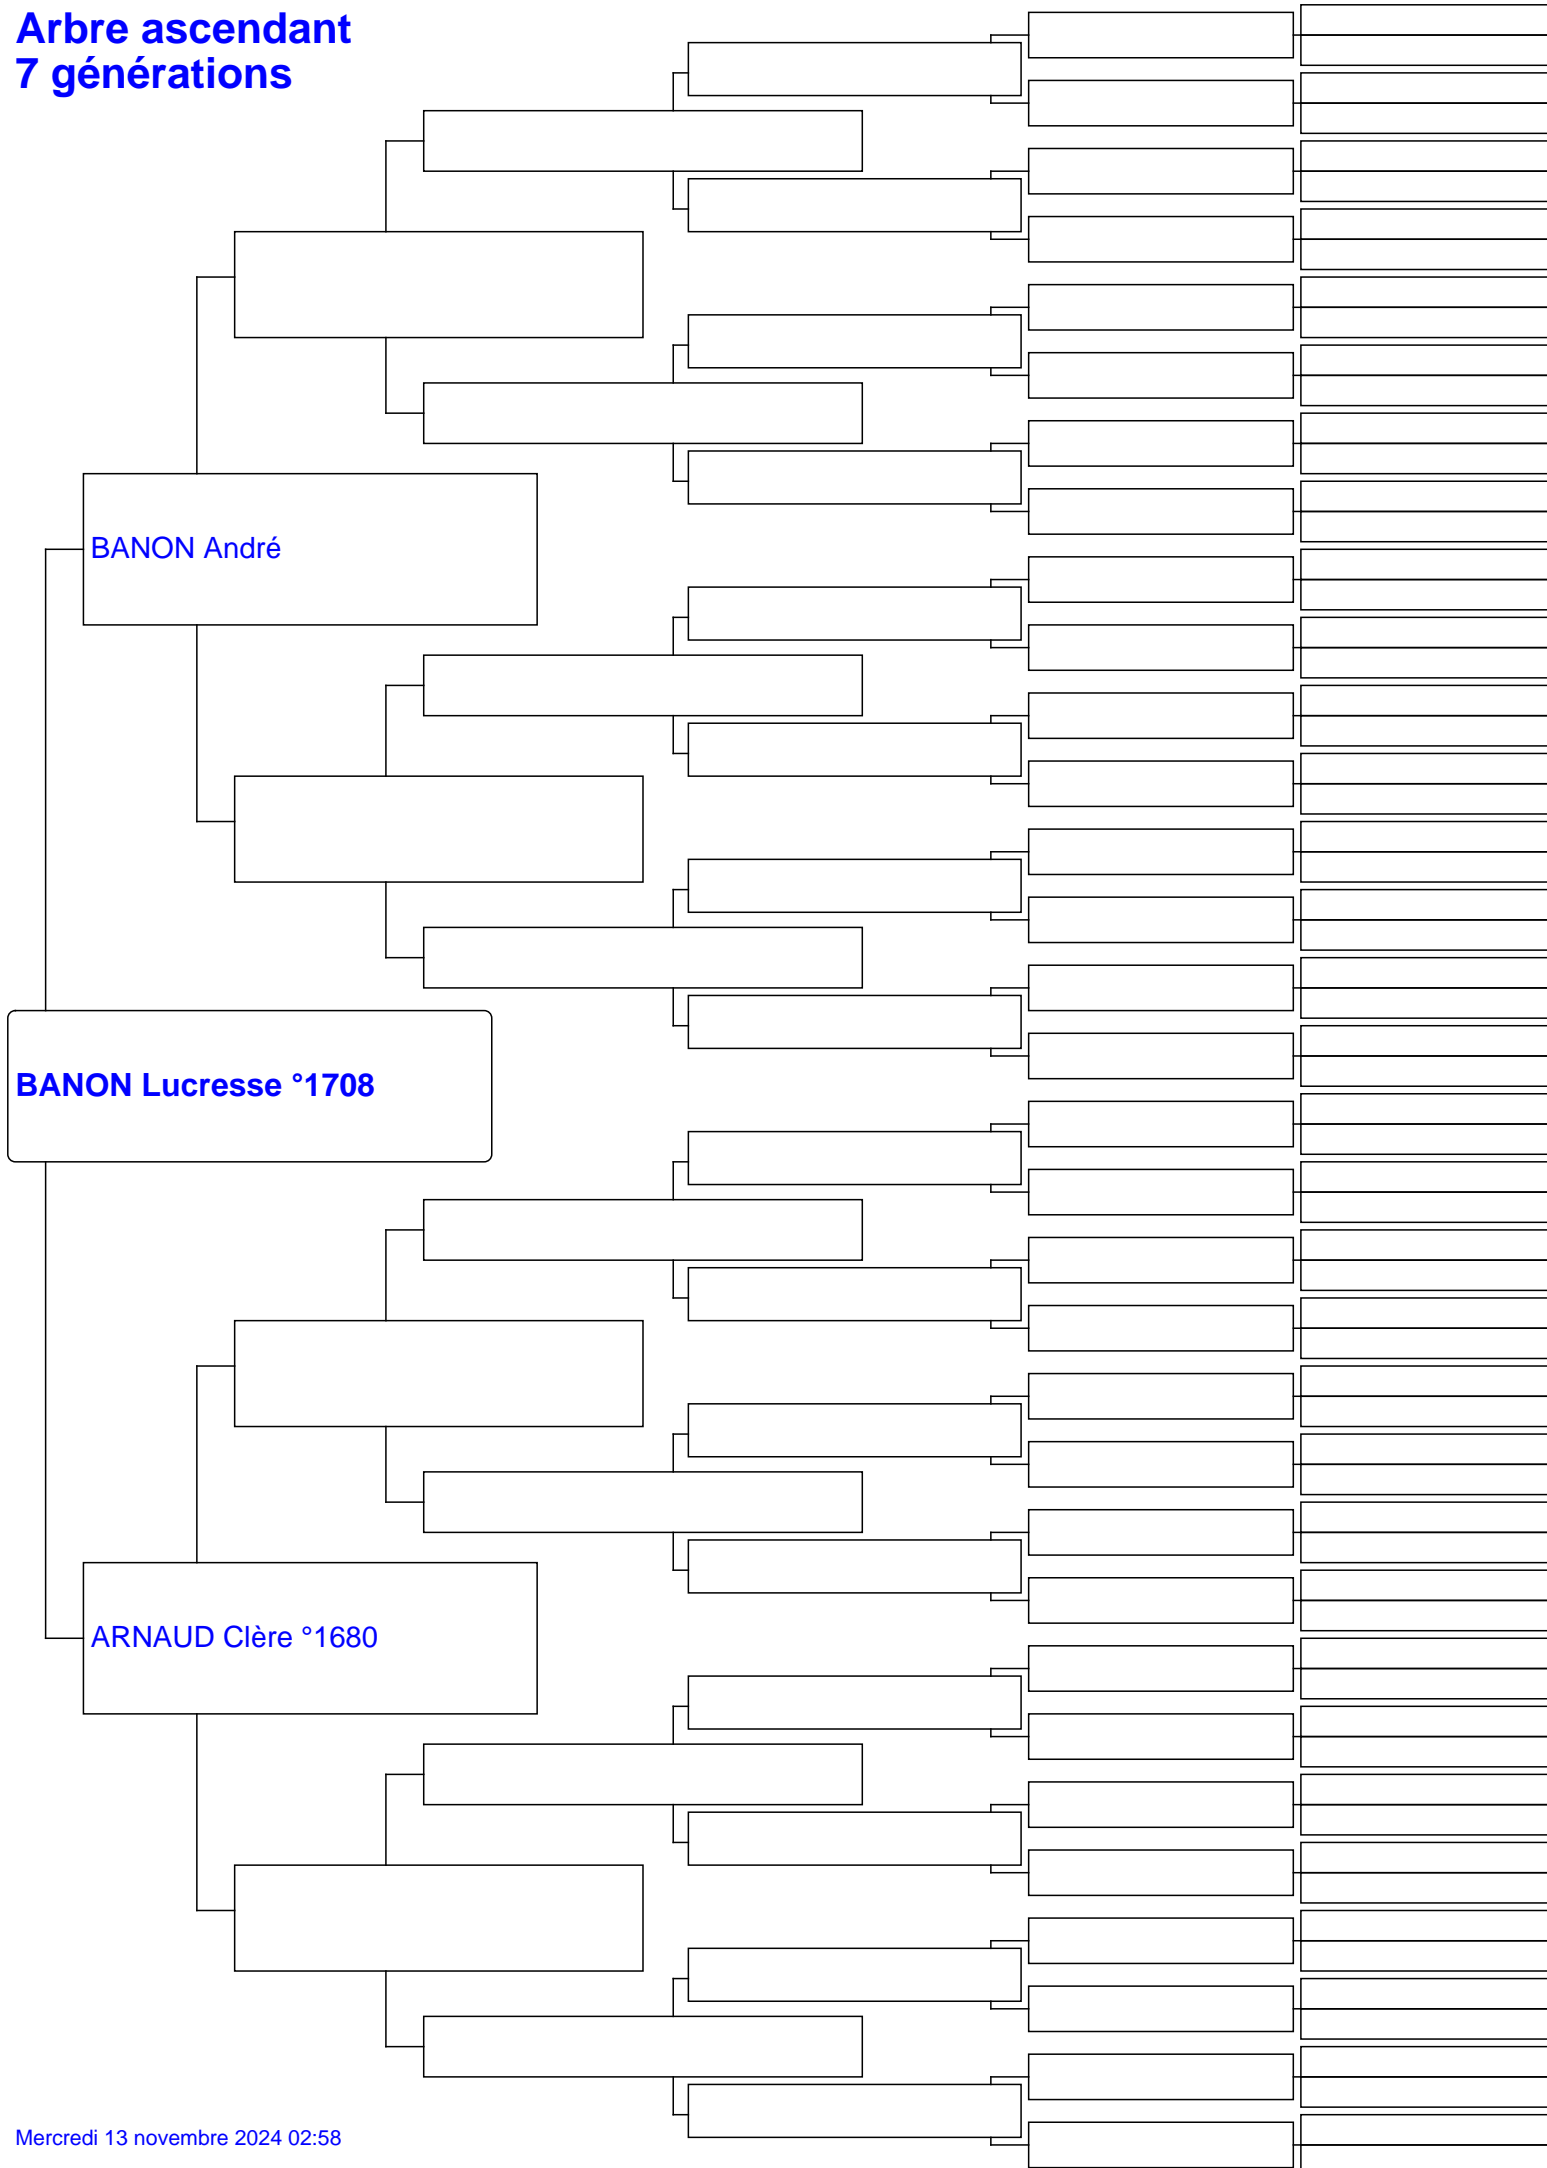 Arbre ascendant
7 générations
BANON André
BANON Lucresse °1708
ARNAUD Clère °1680
Mercredi 13 novembre 2024 02:58